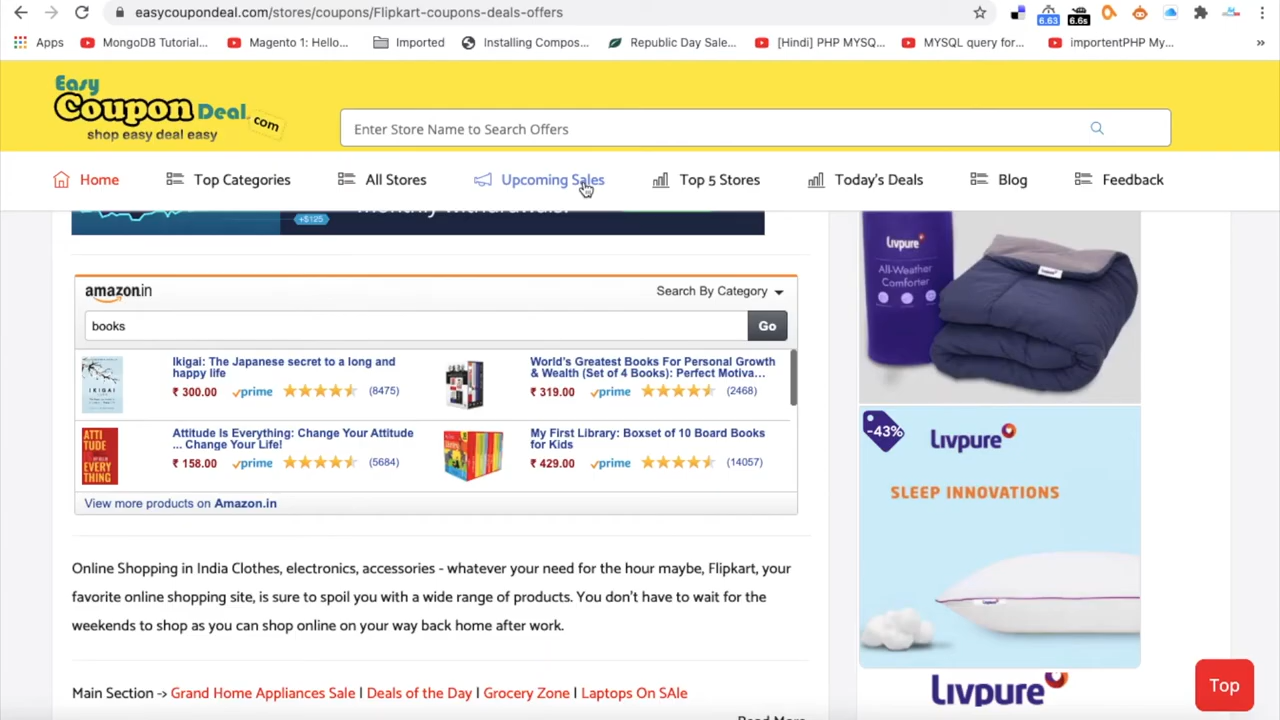 easycoupondeal.com/stores/coupons/Flipkart-coupons-deals-offers
6.63
6.6s
Apps
MongoDB Tutorial...
Magento 1: Hello...
Imported
Installing Compos...
Republic Day Sale...
[Hindi] PHP MYSQ...
MYSQL query for...
importentPHP My...
»
Easy
Coupon Deal.com
shop easy deal easy
Enter Store Name to Search Offers
Home
Top Categories
All Stores
Upcoming Sales
Top 5 Stores
Today's Deals
Blog
Feedback
+$125
amazon.in
Search By Category
books
Go
Ikigai: The Japanese secret to a long and
happy life
₹ 300.00 prime (8475)
World's Greatest Books For Personal Growth
& Wealth (Set of 4 Books): Perfect Motiva...
₹ 319.00 prime (2468)
Attitude Is Everything: Change Your Attitude
... Change Your Life!
₹ 158.00 prime (5684)
My First Library: Boxset of 10 Board Books
for Kids
₹ 429.00 prime (14057)
View more products on Amazon.in
Online Shopping in India Clothes, electronics, accessories - whatever your need for the hour maybe, Flipkart, your
favorite online shopping site, is sure to spoil you with a wide range of products. You don't have to wait for the
weekends to shop as you can shop online on your way back home after work.
Main Section -> Grand Home Appliances Sale | Deals of the Day | Grocery Zone | Laptops On SAle
Read More
Livpure
All-Weather
Comforter
-43%
Livpure
SLEEP INNOVATIONS
Livpure
Top